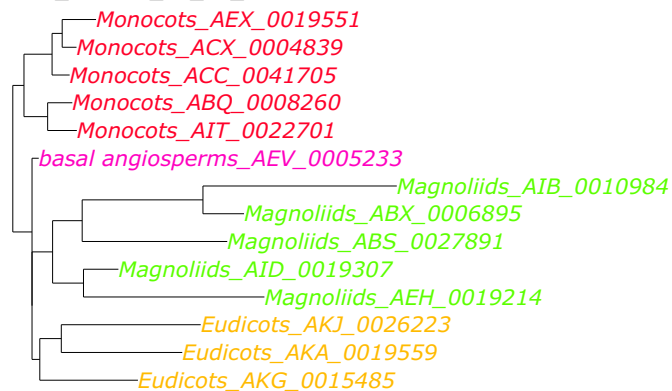 Monocots_AEX_0019551
Monocots_ACX_0004839
Monocots_ACC_0041705
Monocots_ABQ_0008260
Monocots_AIT_0022701
basal angiosperms_AEV_0005233
Magnoliids_AIB_0010984
Magnoliids_ABX_0006895
Magnoliids_ABS_0027891
Magnoliids_AID_0019307
Magnoliids_AEH_0019214
Eudicots_AKJ_0026223
Eudicots_AKA_0019559
Eudicots_AKG_0015485